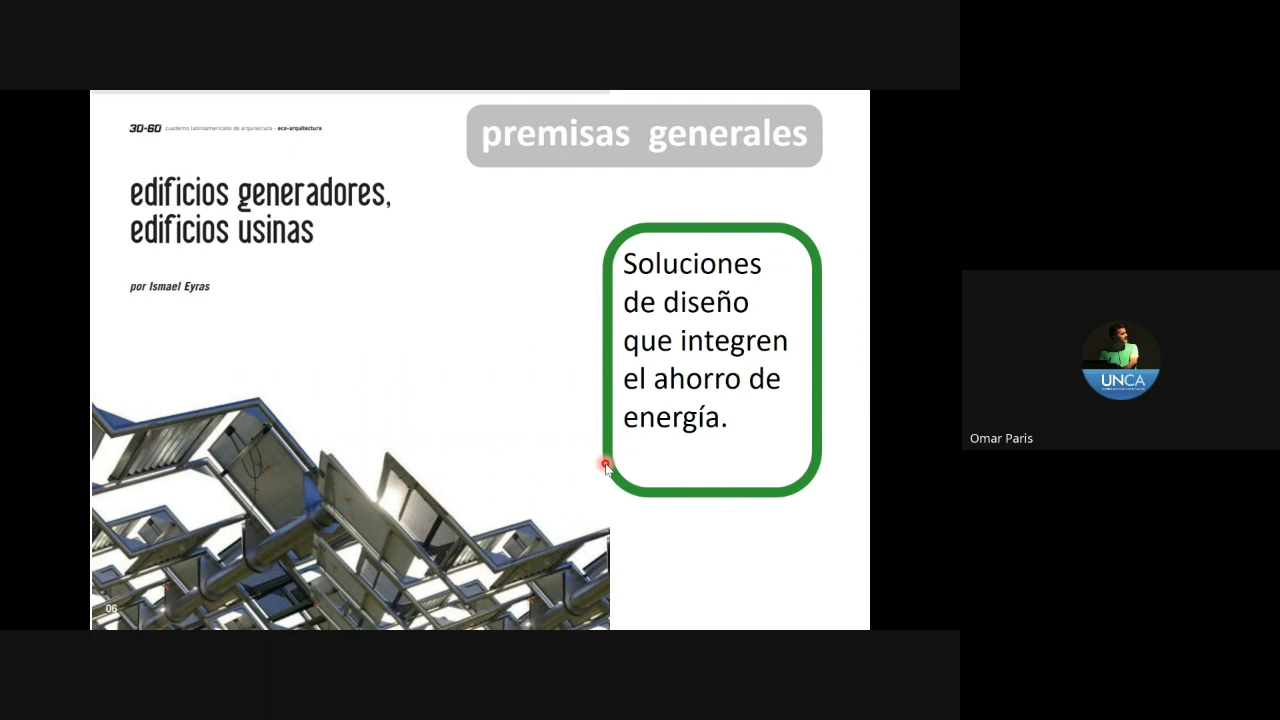 30-60 cuaderno latinoamericano de arquitectura - eco-arquitectura
premisas generales
edificios generadores,
edificios usinas
por Ismael Eyras
Soluciones
de diseño
que integren
el ahorro de
energía.
06
UNCA
Omar Paris